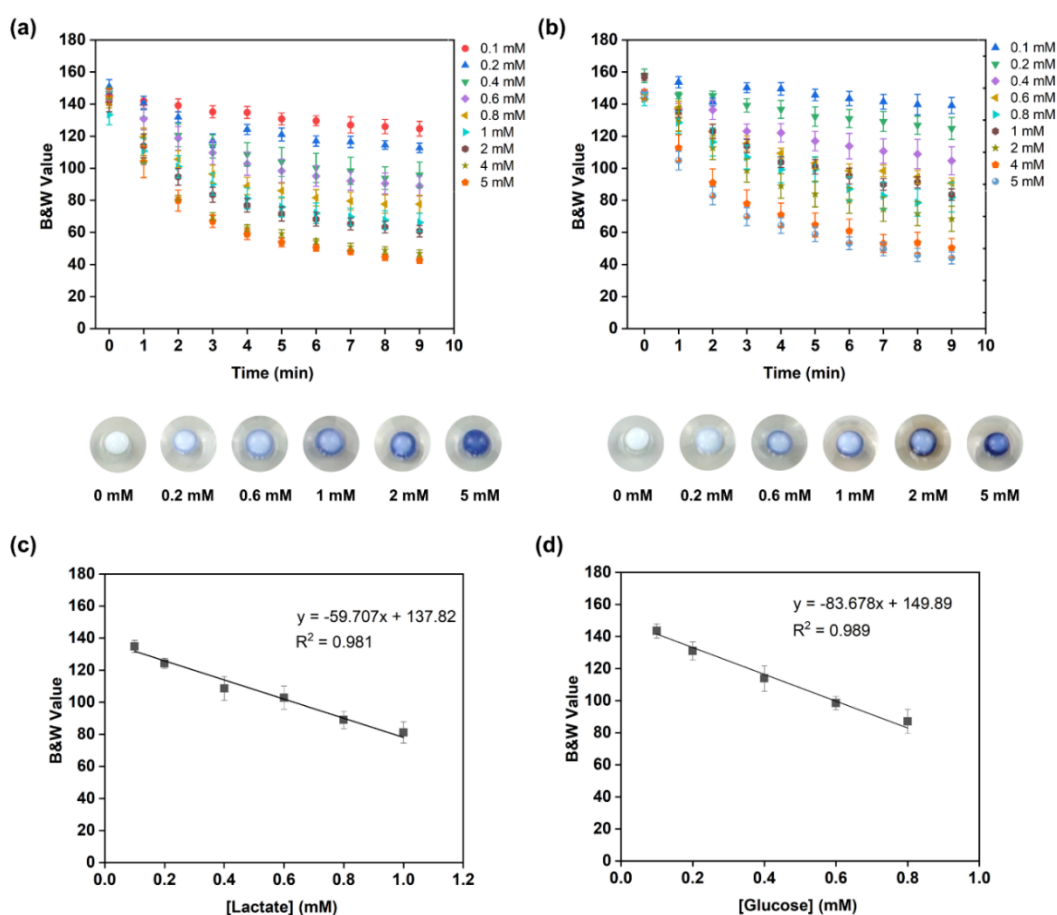 (a)
180
160
140
120
100
80
60
40
20
0
B&W Value
0 1 2 3 4 5 6 7 8 9 10
Time (min)
0.1 mM
0.2 mM
0.4 mM
0.6 mM
0.8 mM
1 mM
2 mM
4 mM
5 mM
(b)
180
160
140
120
100
80
60
40
20
0
B&W Value
0 1 2 3 4 5 6 7 8 9 10
Time (min)
0.1 mM
0.2 mM
0.4 mM
0.6 mM
0.8 mM
1 mM
2 mM
4 mM
5 mM
0 mM 0.2 mM 0.6 mM 1 mM 2 mM 5 mM
0 mM 0.2 mM 0.6 mM 1 mM 2 mM 5 mM
(c)
180
160
140
120
100
80
60
40
20
0
B&W Value
y = -59.707x + 137.82
R² = 0.981
0.0 0.2 0.4 0.6 0.8 1.0 1.2
[Lactate] (mM)
(d)
180
160
140
120
100
80
60
40
20
0
B&W Value
y = -83.678x + 149.89
R² = 0.989
0.0 0.2 0.4 0.6 0.8 1.0
[Glucose] (mM)